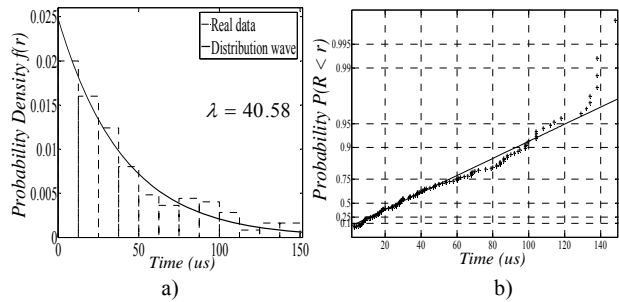 Probability Density f(r)
0.025
0.02
0.015
0.01
0.005
0
0
50
100
150
Time (us)
Real data
Distribution wave
λ = 40.58
a)
Probability P(R < r)
0.995
0.99
0.95
0.9
0.75
0.5
0.25
0.1
20
40
60
80
100
120
140
Time (us)
b)